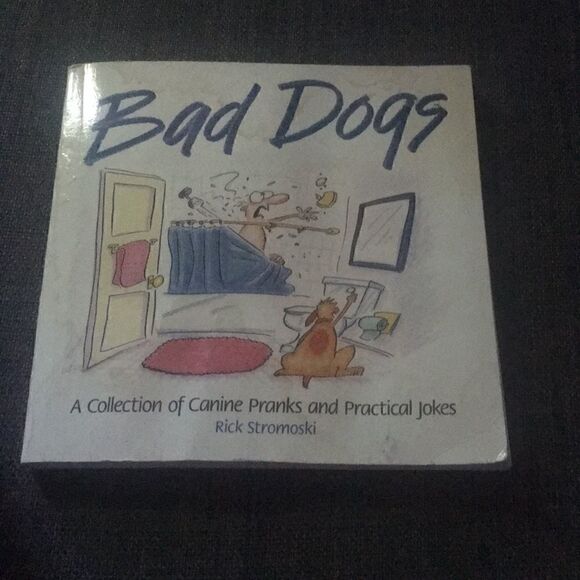 Bad Dogs
A Collection of Canine Pranks and Practical Jokes
Rick Stromoski